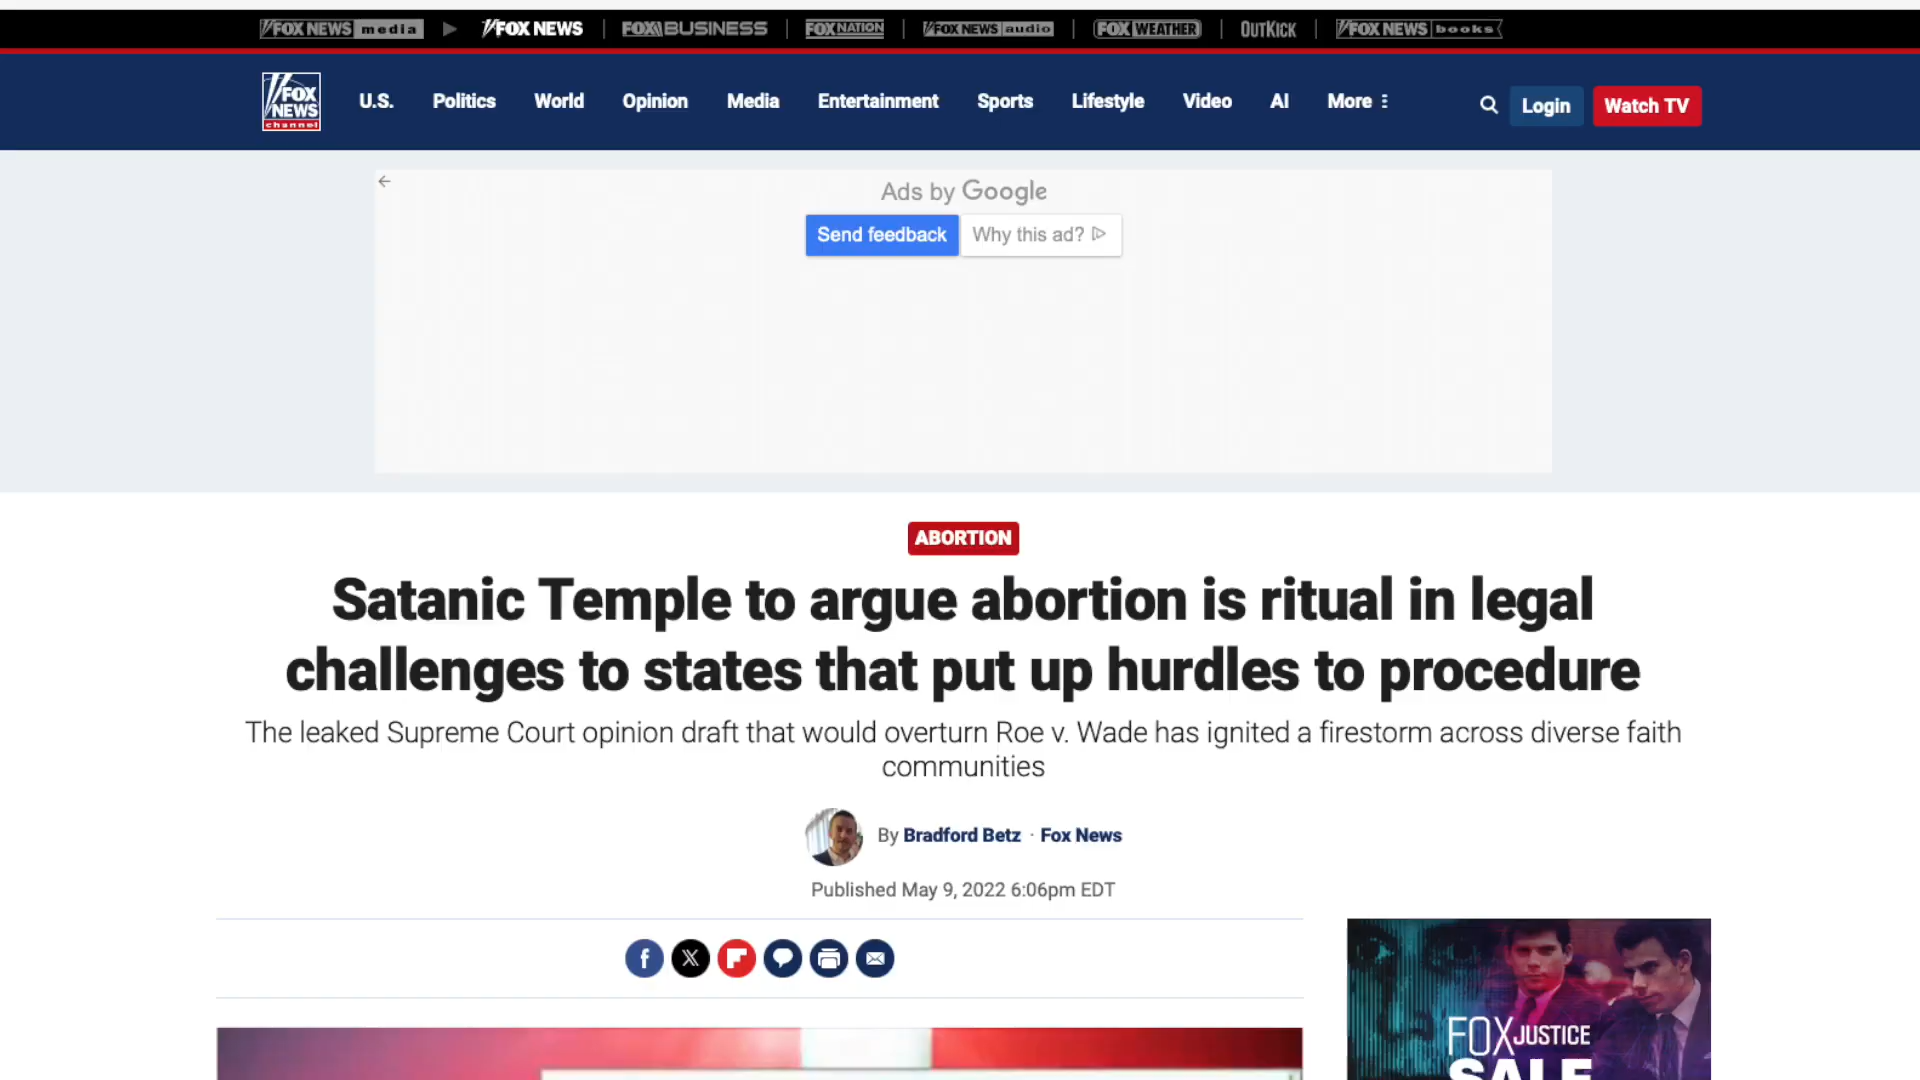 FOX NEWS media FOX NEWS FOX BUSINESS FOX NATION FOX NEWS audio FOX WEATHER OUTKICK FOX NEWS books
FOX NEWS channel U.S. Politics World Opinion Media Entertainment Sports Lifestyle Video AI More Login Watch TV
Ads by Google
Send feedback Why this ad?
ABORTION
Satanic Temple to argue abortion is ritual in legal
challenges to states that put up hurdles to procedure
The leaked Supreme Court opinion draft that would overturn Roe v. Wade has ignited a firestorm across diverse faith
communities
By Bradford Betz · Fox News
Published May 9, 2022 6:06pm EDT
FOX JUSTICE
SALE